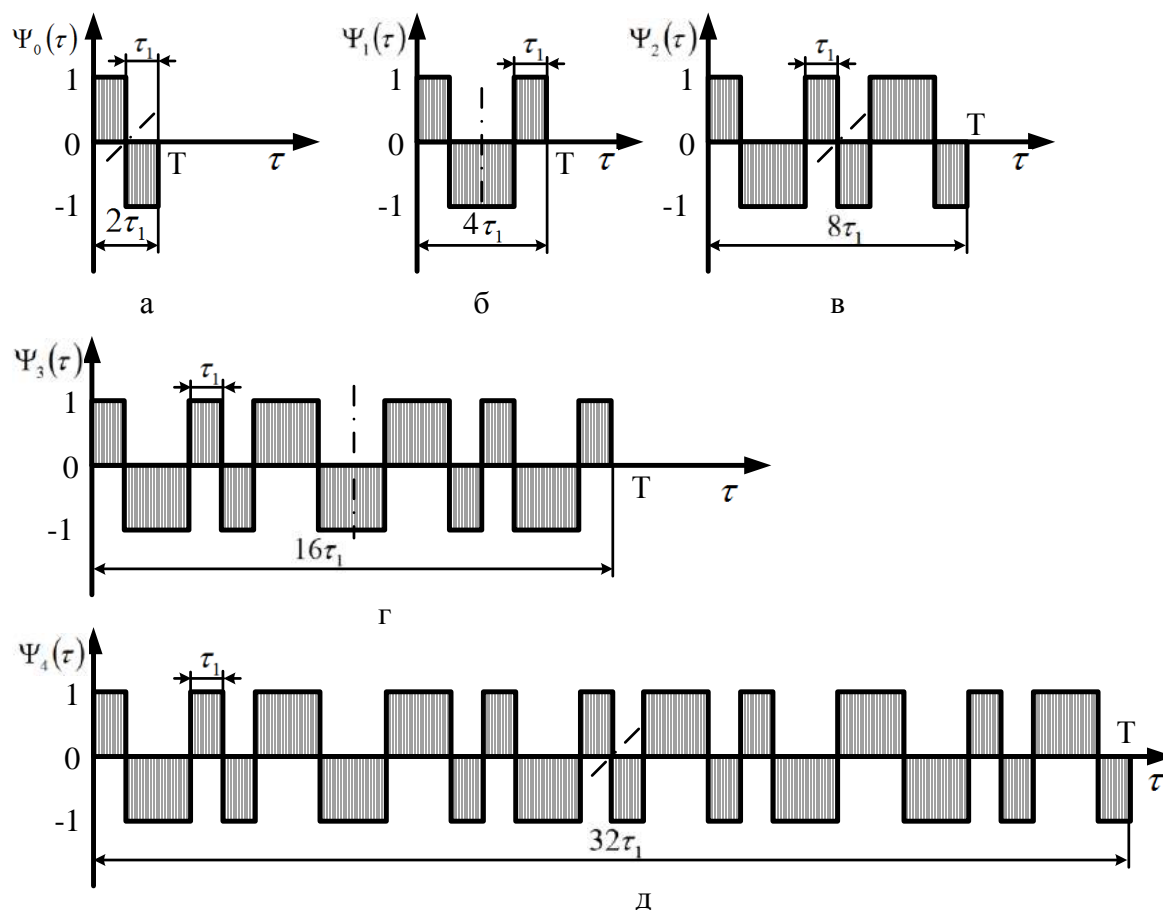 Ψ₀(τ) τ₁ Ψ₁(τ) τ₁ Ψ₂(τ) τ₁
1 1 1
0 T τ 0 T τ 0 T τ
-1 -1 -1
2τ₁ 4τ₁ 8τ₁
а б в
Ψ₃(τ) τ₁
1
0 T τ
-1
16τ₁
г
Ψ₄(τ) τ₁
1
T
0 τ
-1
32τ₁
д